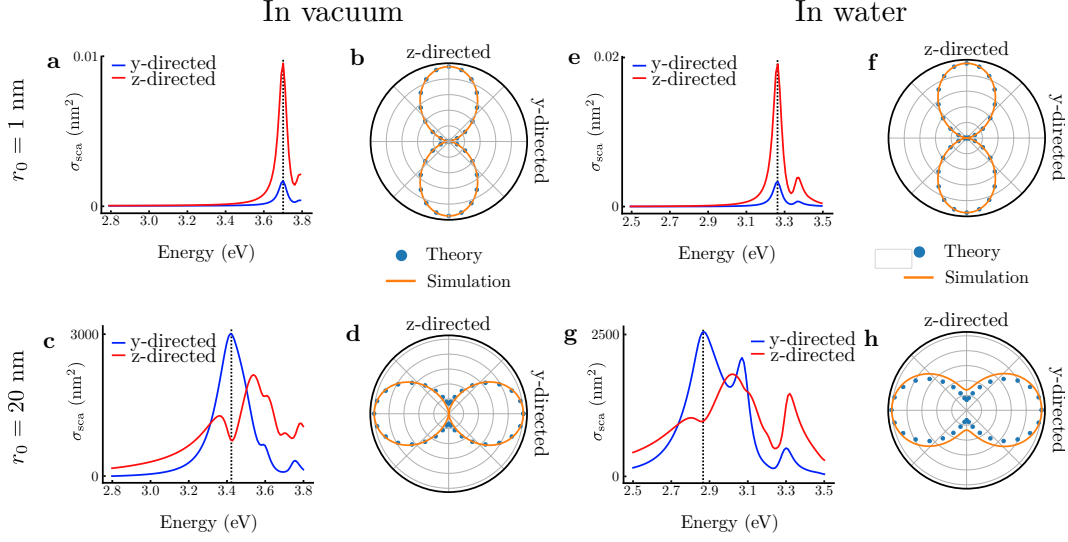 In vacuum
In water
r₀ = 1 nm
a
0.01
σsca (nm²)
0
y-directed
z-directed
2.8 3.0 3.2 3.4 3.6 3.8
Energy (eV)
b
z-directed
y-directed
e
0.02
σsca (nm²)
0
y-directed
z-directed
2.5 2.7 2.9 3.1 3.3 3.5
Energy (eV)
f
z-directed
y-directed
Theory
Simulation
Theory
Simulation
r₀ = 20 nm
c
3000
σsca (nm²)
0
y-directed
z-directed
2.8 3.0 3.2 3.4 3.6 3.8
Energy (eV)
d
z-directed
y-directed
g
2500
σsca (nm²)
0
y-directed
z-directed
2.5 2.7 2.9 3.1 3.3 3.5
Energy (eV)
h
z-directed
y-directed